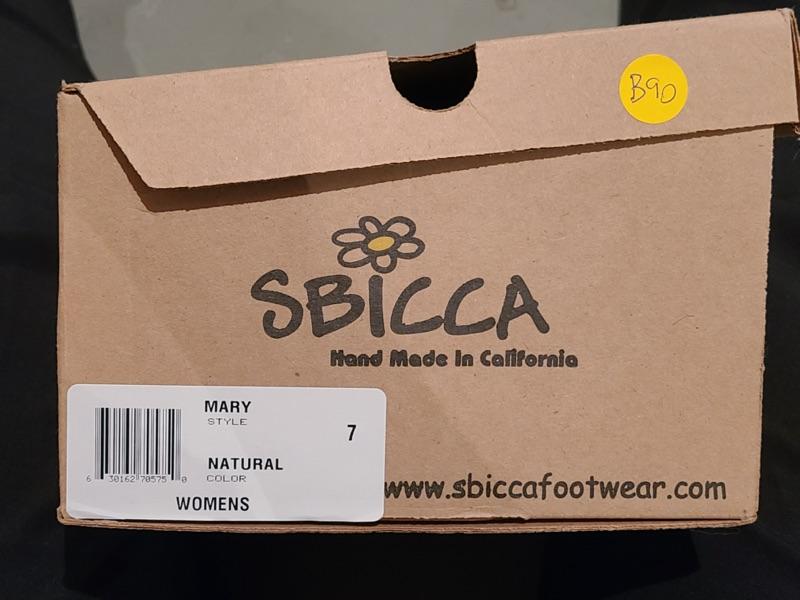 B90
SBICCA
Hand Made In California
MARY
STYLE
7
NATURAL
COLOR
6 30162 70575 0
WOMENS
www.sbiccafootwear.com